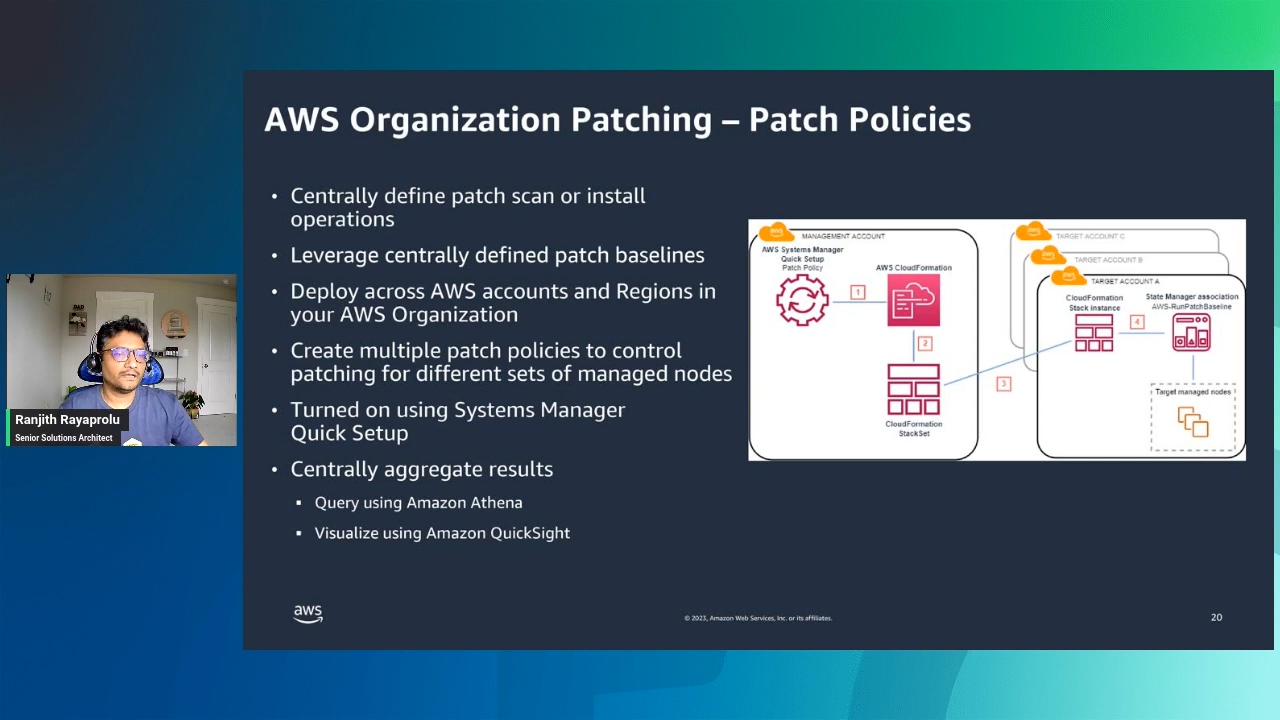 AWS Organization Patching – Patch Policies
• Centrally define patch scan or install
operations
• Leverage centrally defined patch baselines
• Deploy across AWS accounts and Regions in
your AWS Organization
• Create multiple patch policies to control
patching for different sets of managed nodes
• Turned on using Systems Manager
Quick Setup
• Centrally aggregate results
▪ Query using Amazon Athena
▪ Visualize using Amazon QuickSight
aws
MANAGEMENT ACCOUNT
AWS Systems Manager
Quick Setup
Patch Policy
1
AWS CloudFormation
2
CloudFormation
StackSet
3
aws
TARGET ACCOUNT C
aws
TARGET ACCOUNT B
aws
TARGET ACCOUNT A
CloudFormation
Stack instance
4
State Manager association
AWS-RunPatchBaseline
Target managed nodes
Ranjith Rayaprolu
Senior Solutions Architect
aws
© 2023, Amazon Web Services, Inc. or its affiliates.
20